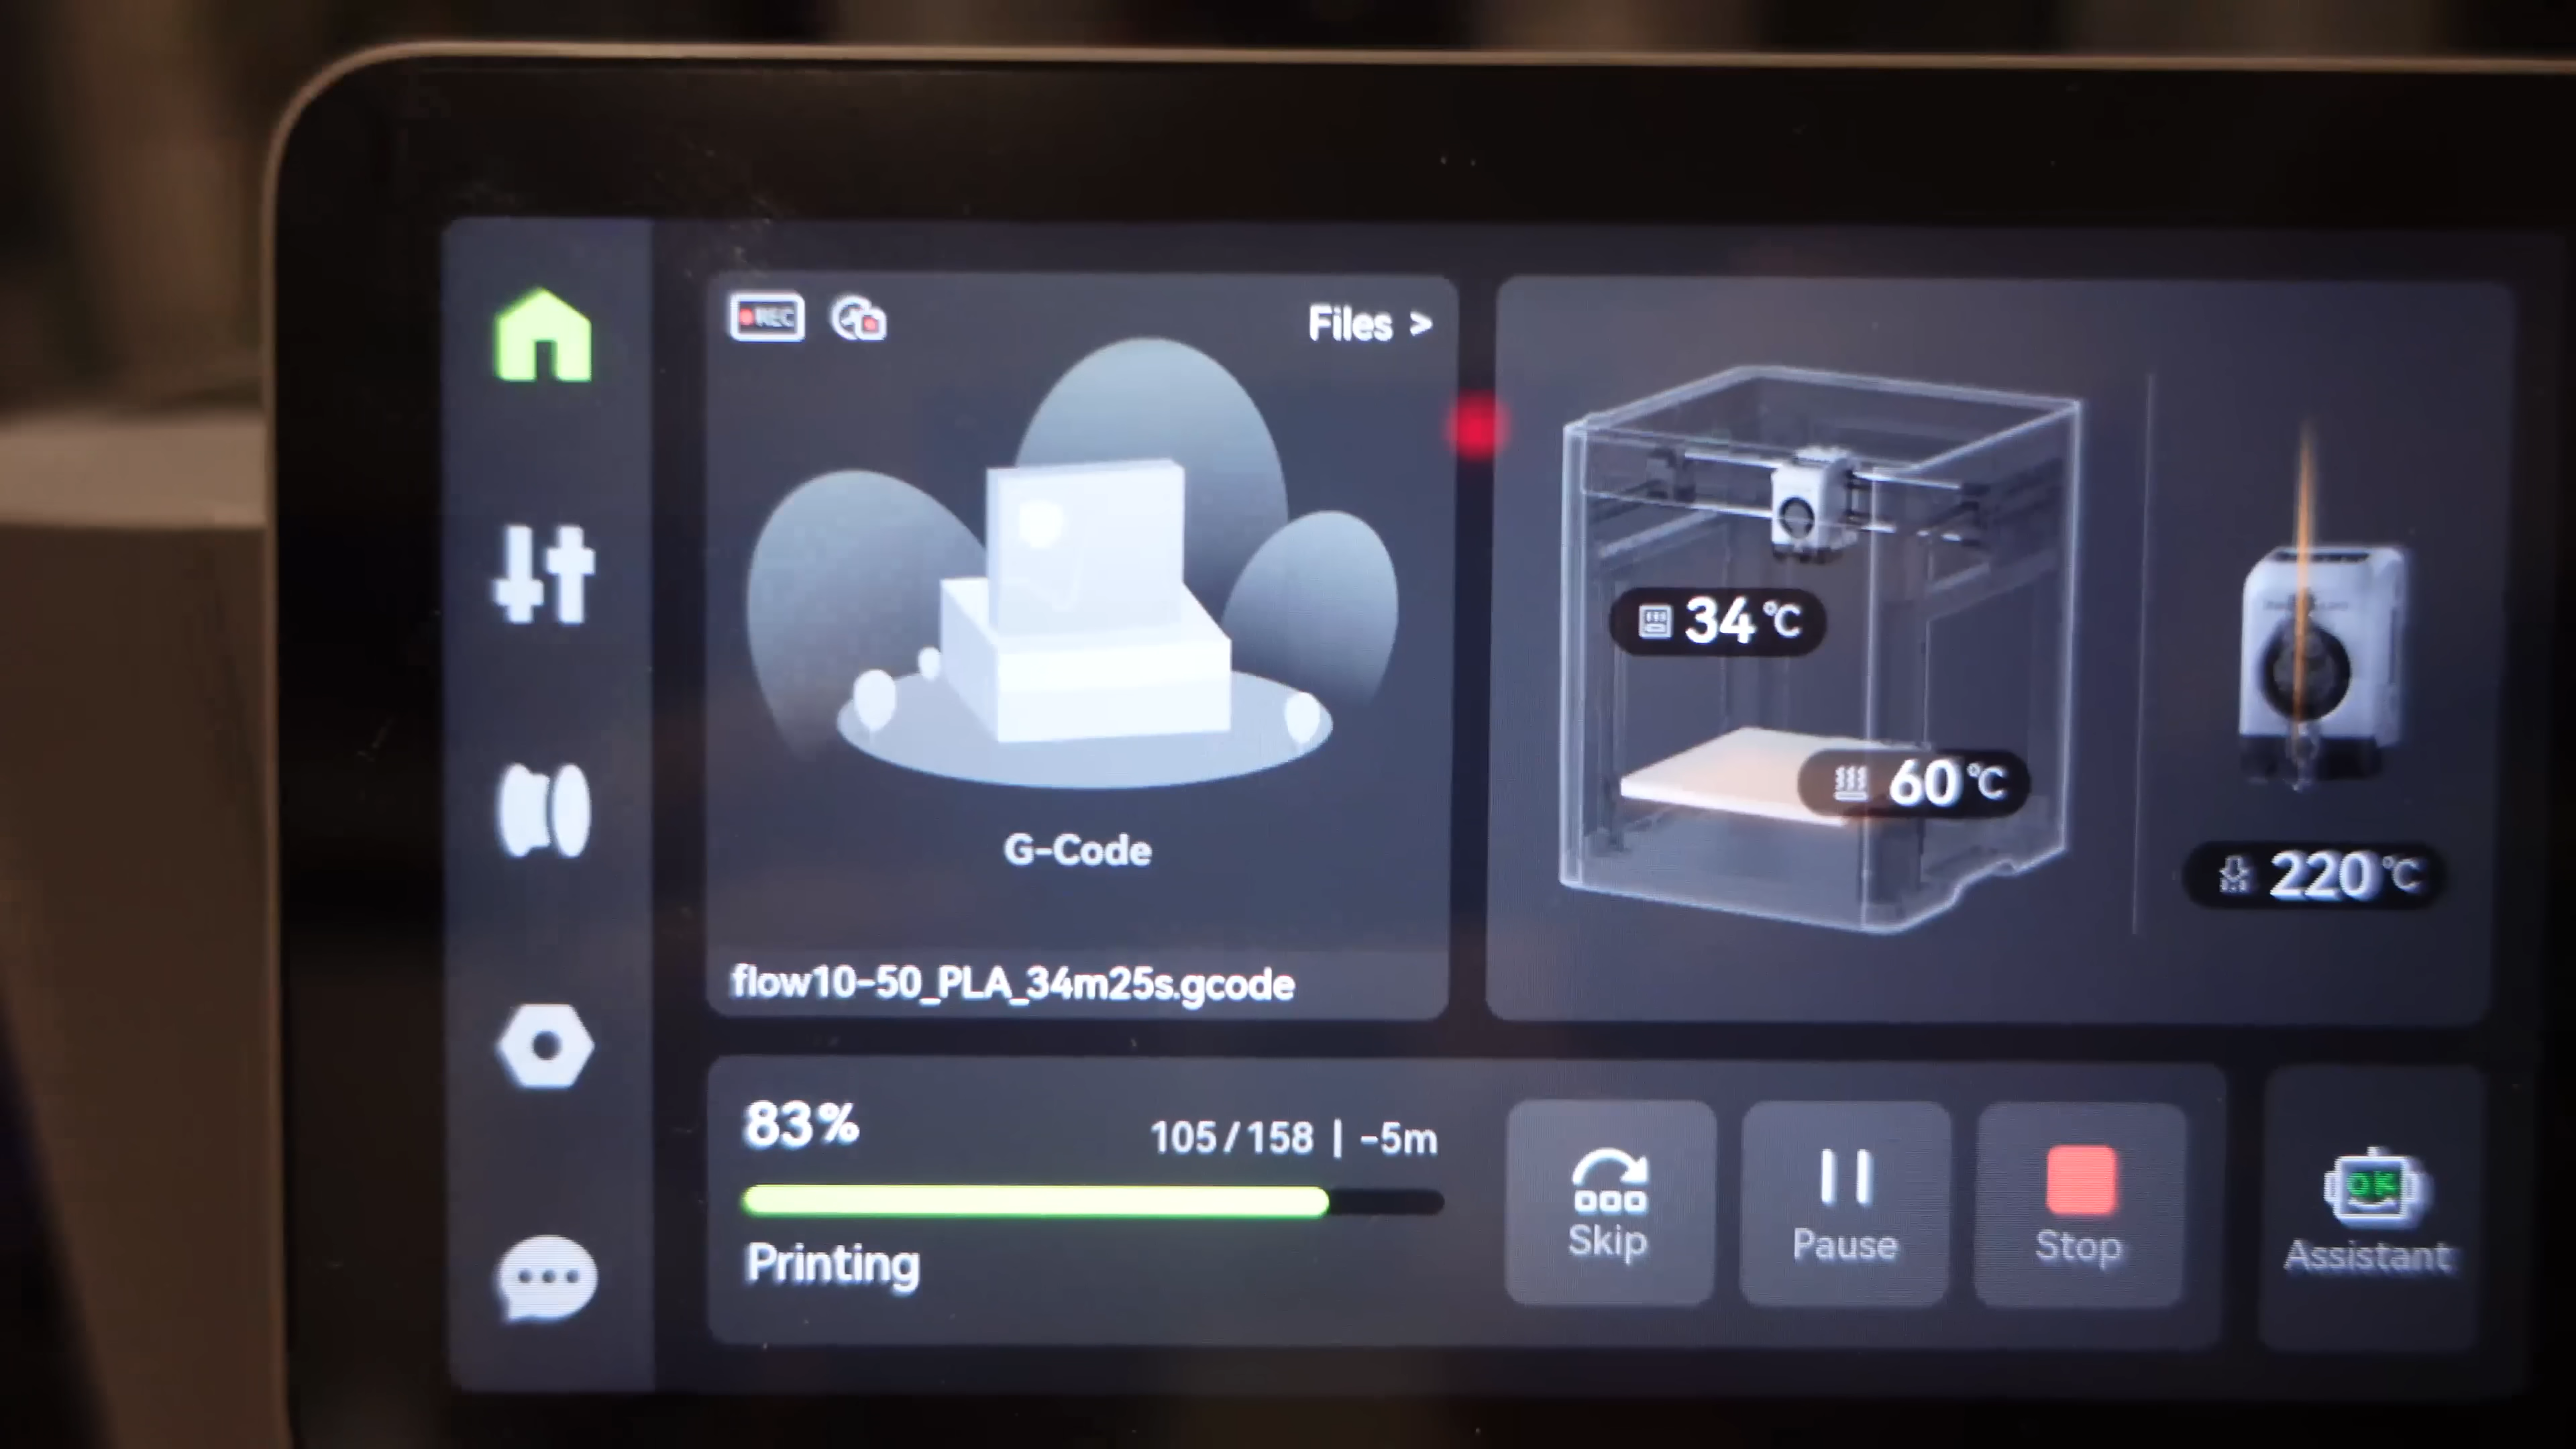 REC
Files >
G-Code
flow10-50_PLA_34m25s.gcode
34°C
60°C
220°C
83%
105/158 | -5m
Printing
Skip
Pause
Stop
OK
Assistant